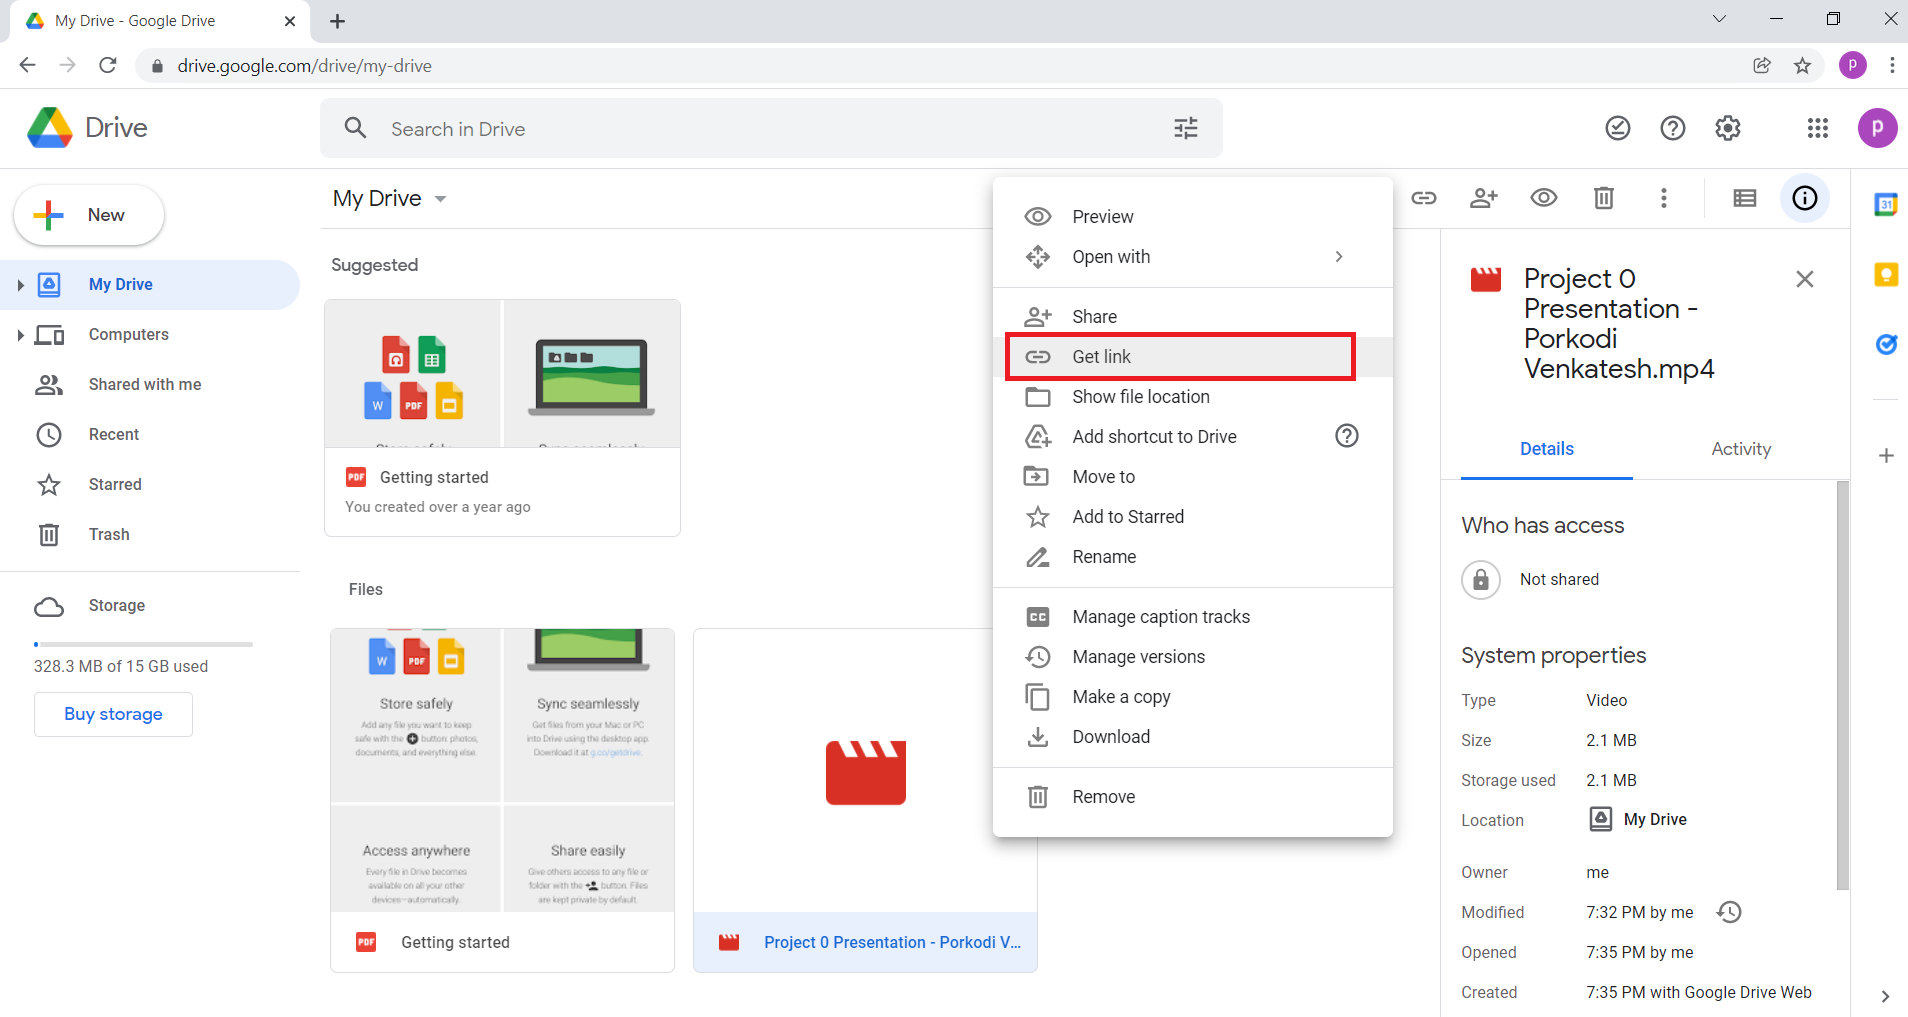 My Drive - Google Drive
drive.google.com/drive/my-drive
P
Drive
Search in Drive
p
New
My Drive
Computers
Shared with me
Recent
Starred
Trash
Storage
328.3 MB of 15 GB used
Buy storage
My Drive
Suggested
W
PDF
PDF
Getting started
You created over a year ago
Files
W
PDF
Store safely
Add any file you want to keep
safe with the button: photos,
documents, and everything else.
Sync seamlessly
Get files from your Mac or PC
into Drive using the desktop app.
Download it at g.co/getdrive.
Access anywhere
Every file in Drive becomes
available on all your other
devices—automatically.
Share easily
Give others access to any file or
folder with the button. Files
are kept private by default.
PDF
Getting started
Project 0 Presentation - Porkodi V...
Preview
Open with
Share
Get link
Show file location
Add shortcut to Drive
Move to
Add to Starred
Rename
CC
Manage caption tracks
Manage versions
Make a copy
Download
Remove
Project 0
Presentation -
Porkodi
Venkatesh.mp4
Details
Activity
Who has access
Not shared
System properties
Type Video
Size 2.1 MB
Storage used 2.1 MB
Location My Drive
Owner me
Modified 7:32 PM by me
Opened 7:35 PM by me
Created 7:35 PM with Google Drive Web
31